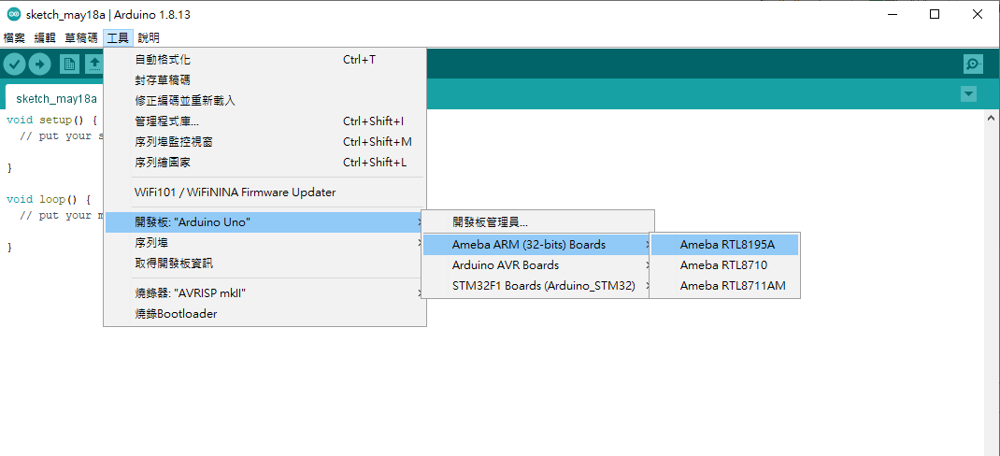 sketch_may18a | Arduino 1.8.13
檔案 編輯 草稿碼 工具 說明
sketch_may18a
void setup() {
// put your s
}
void loop() {
// put your m
}
自動格式化 Ctrl+T
封存草稿碼
修正編碼並重新載入
管理程式庫... Ctrl+Shift+I
序列埠監控視窗 Ctrl+Shift+M
序列繪圖家 Ctrl+Shift+L
WiFi101 / WiFiNINA Firmware Updater
開發板: "Arduino Uno"
序列埠
取得開發板資訊
燒錄器: "AVRISP mkII"
燒錄Bootloader
開發板管理員...
Ameba ARM (32-bits) Boards
Arduino AVR Boards
STM32F1 Boards (Arduino_STM32)
Ameba RTL8195A
Ameba RTL8710
Ameba RTL8711AM